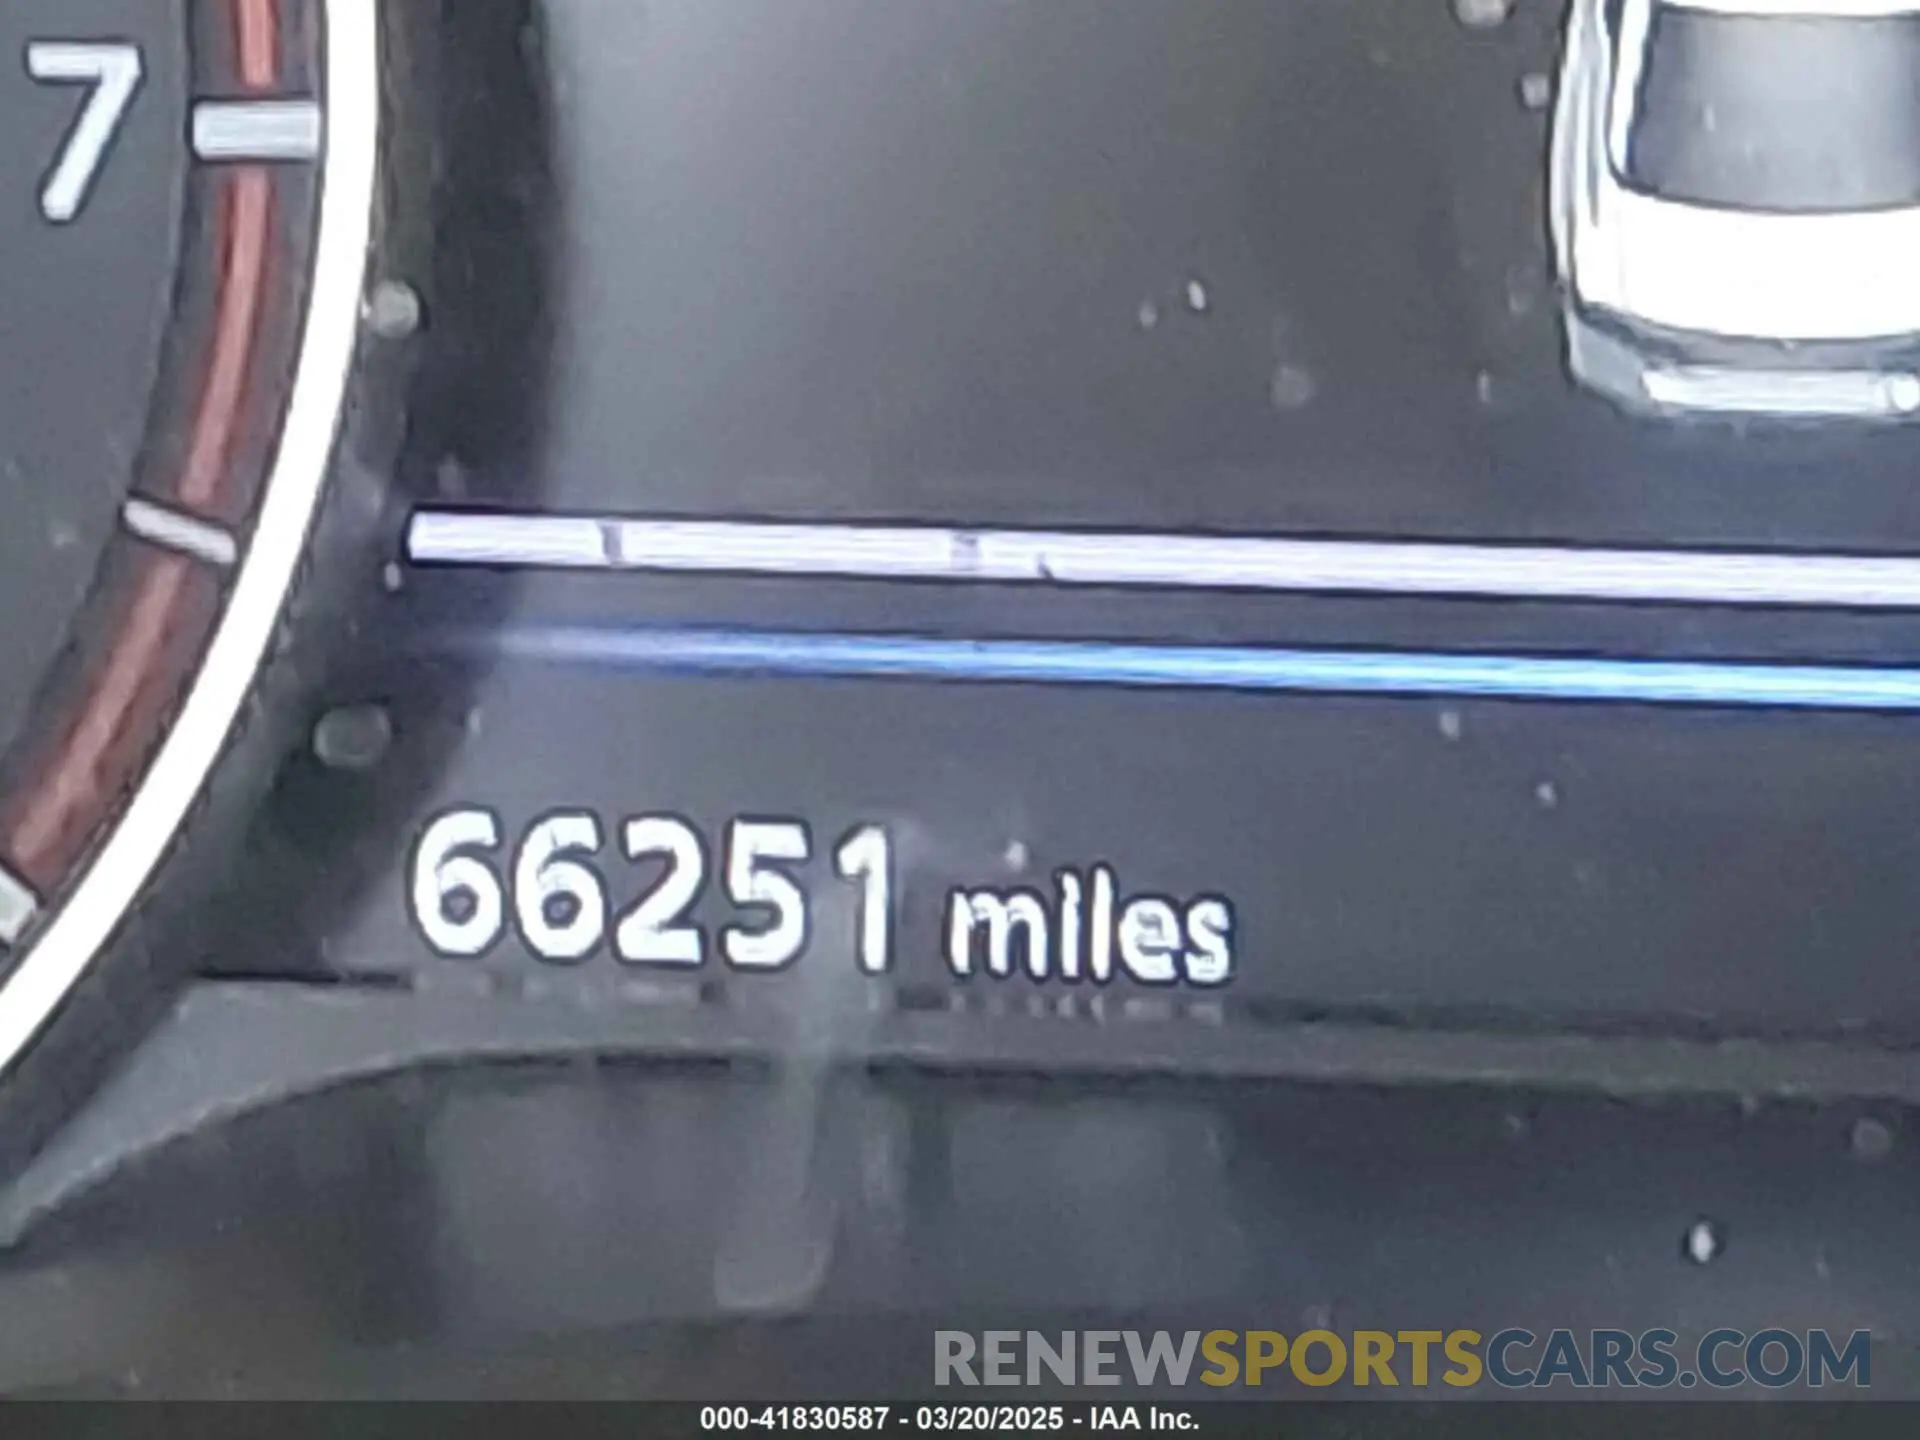 7
66251 miles
RENEWSPORTSCARS.COM
000-41830587 - 03/20/2025 - IAA Inc.